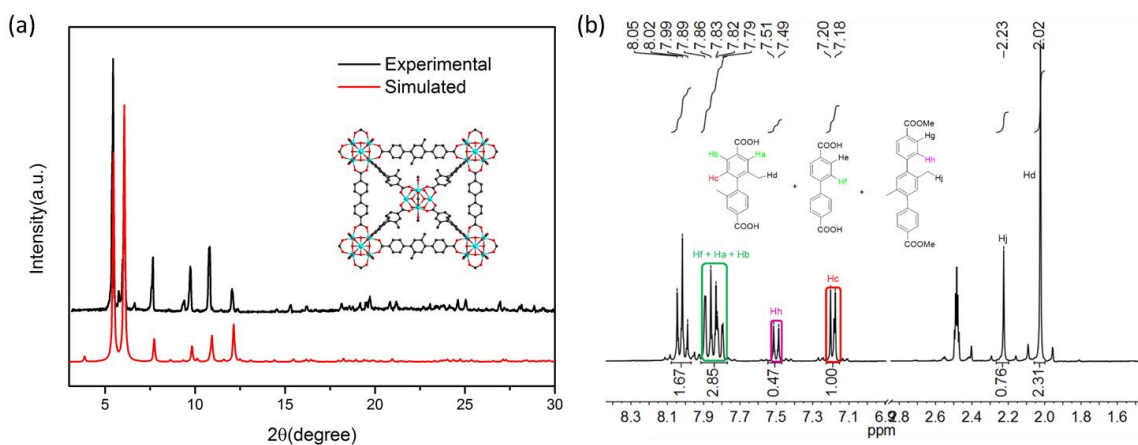 (a)
Intensity(a.u.)
Experimental
Simulated
5 10 15 20 25 30
2θ(degree)
(b)
8.05
8.02
7.99
7.89
7.86
7.83
7.82
7.79
7.51
7.49
7.20
7.18
2.23
2.02
COOH
Hb Ha
Hc Hd
COOH
+
COOH
He
Hf
COOH
+
COOMe
Hg
Hh
Hj
COOMe
Hf + Ha + Hb
Hh
Hc
Hj
Hd
1.67
2.85
0.47
1.00
0.76
2.31
8.3 8.1 7.9 7.7 7.5 7.3 7.1 6.9 2.8 2.6 2.4 2.2 2.0 1.8 1.6
ppm